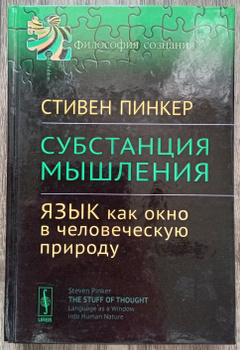 Философия сознания
СТИВЕН ПИНКЕР
СУБСТАНЦИЯ
МЫШЛЕНИЯ
ЯЗЫК как окно
в человеческую
природу
Steven Pinker
THE STUFF OF THOUGHT
Language as a Window
into Human Nature
URSS